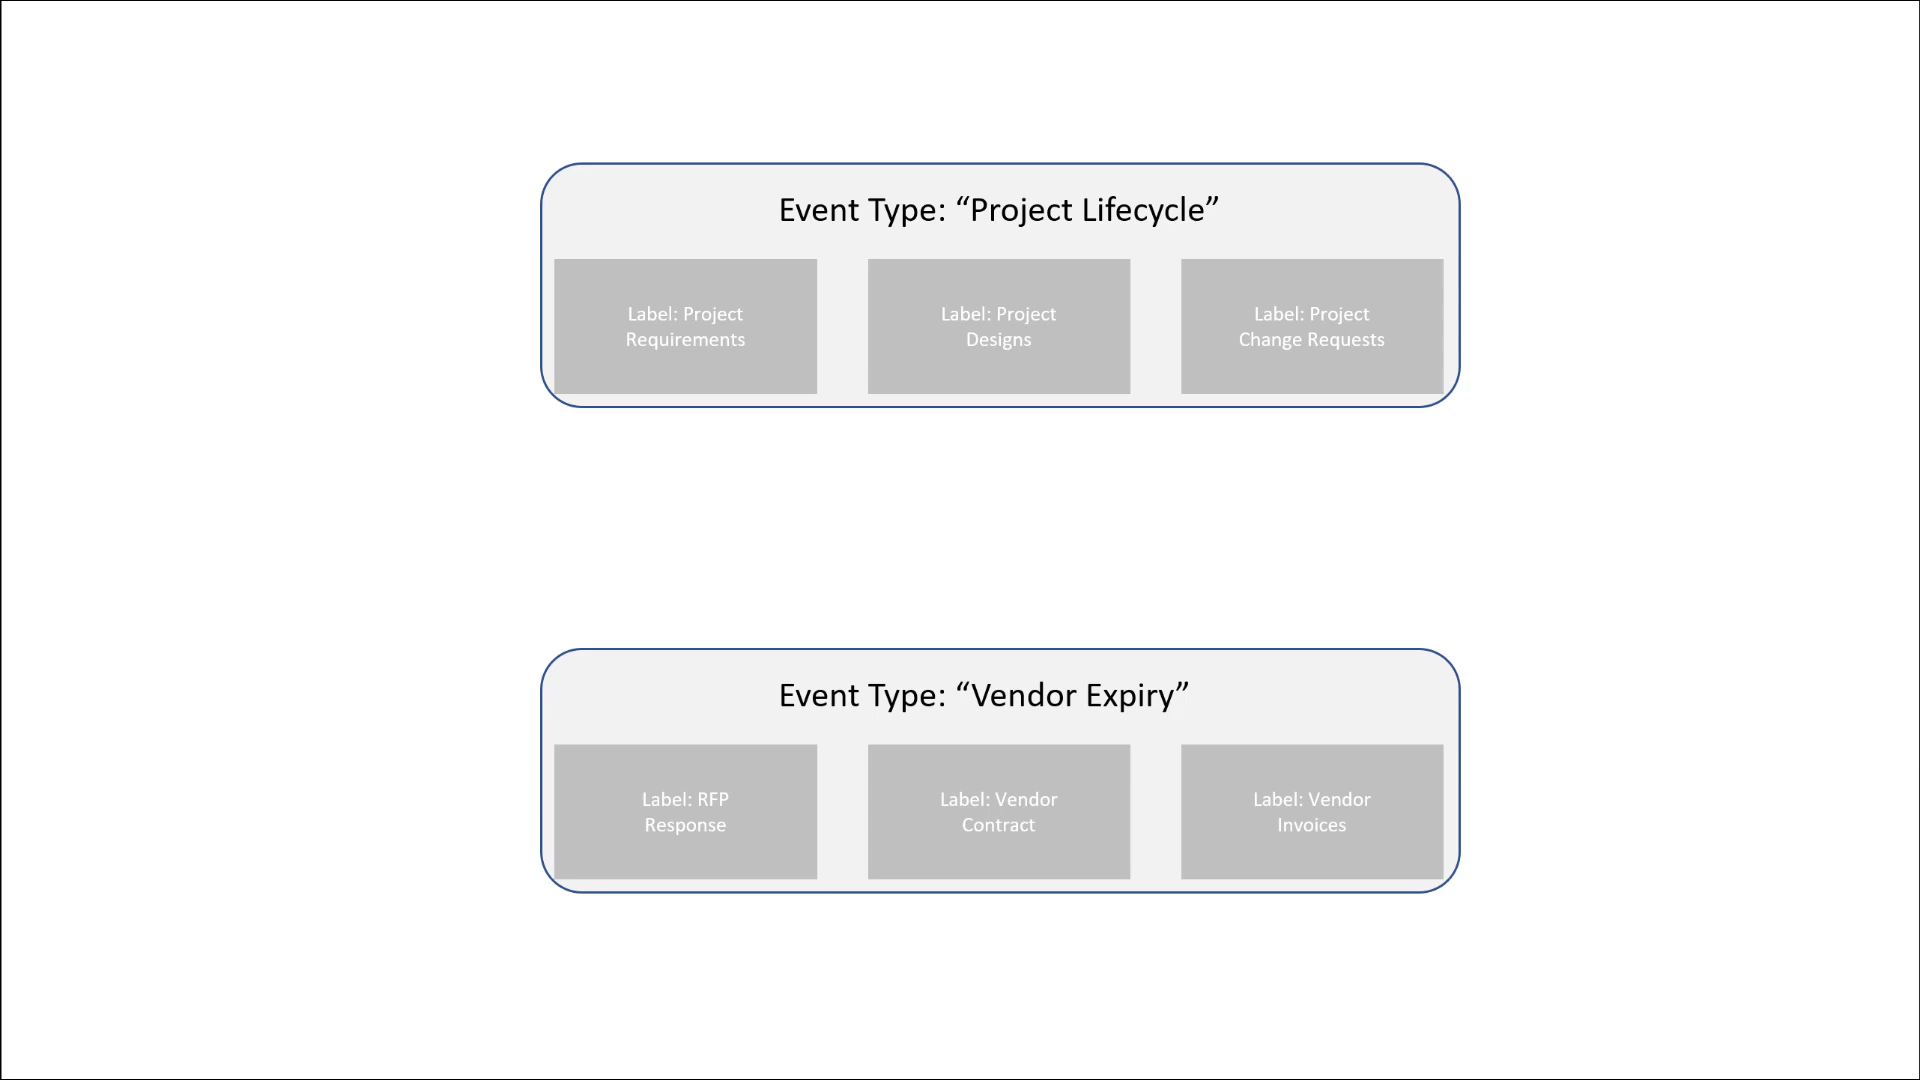 Event Type: “Project Lifecycle”
Label: Project
Requirements
Label: Project
Designs
Label: Project
Change Requests
Event Type: “Vendor Expiry”
Label: RFP
Response
Label: Vendor
Contract
Label: Vendor
Invoices